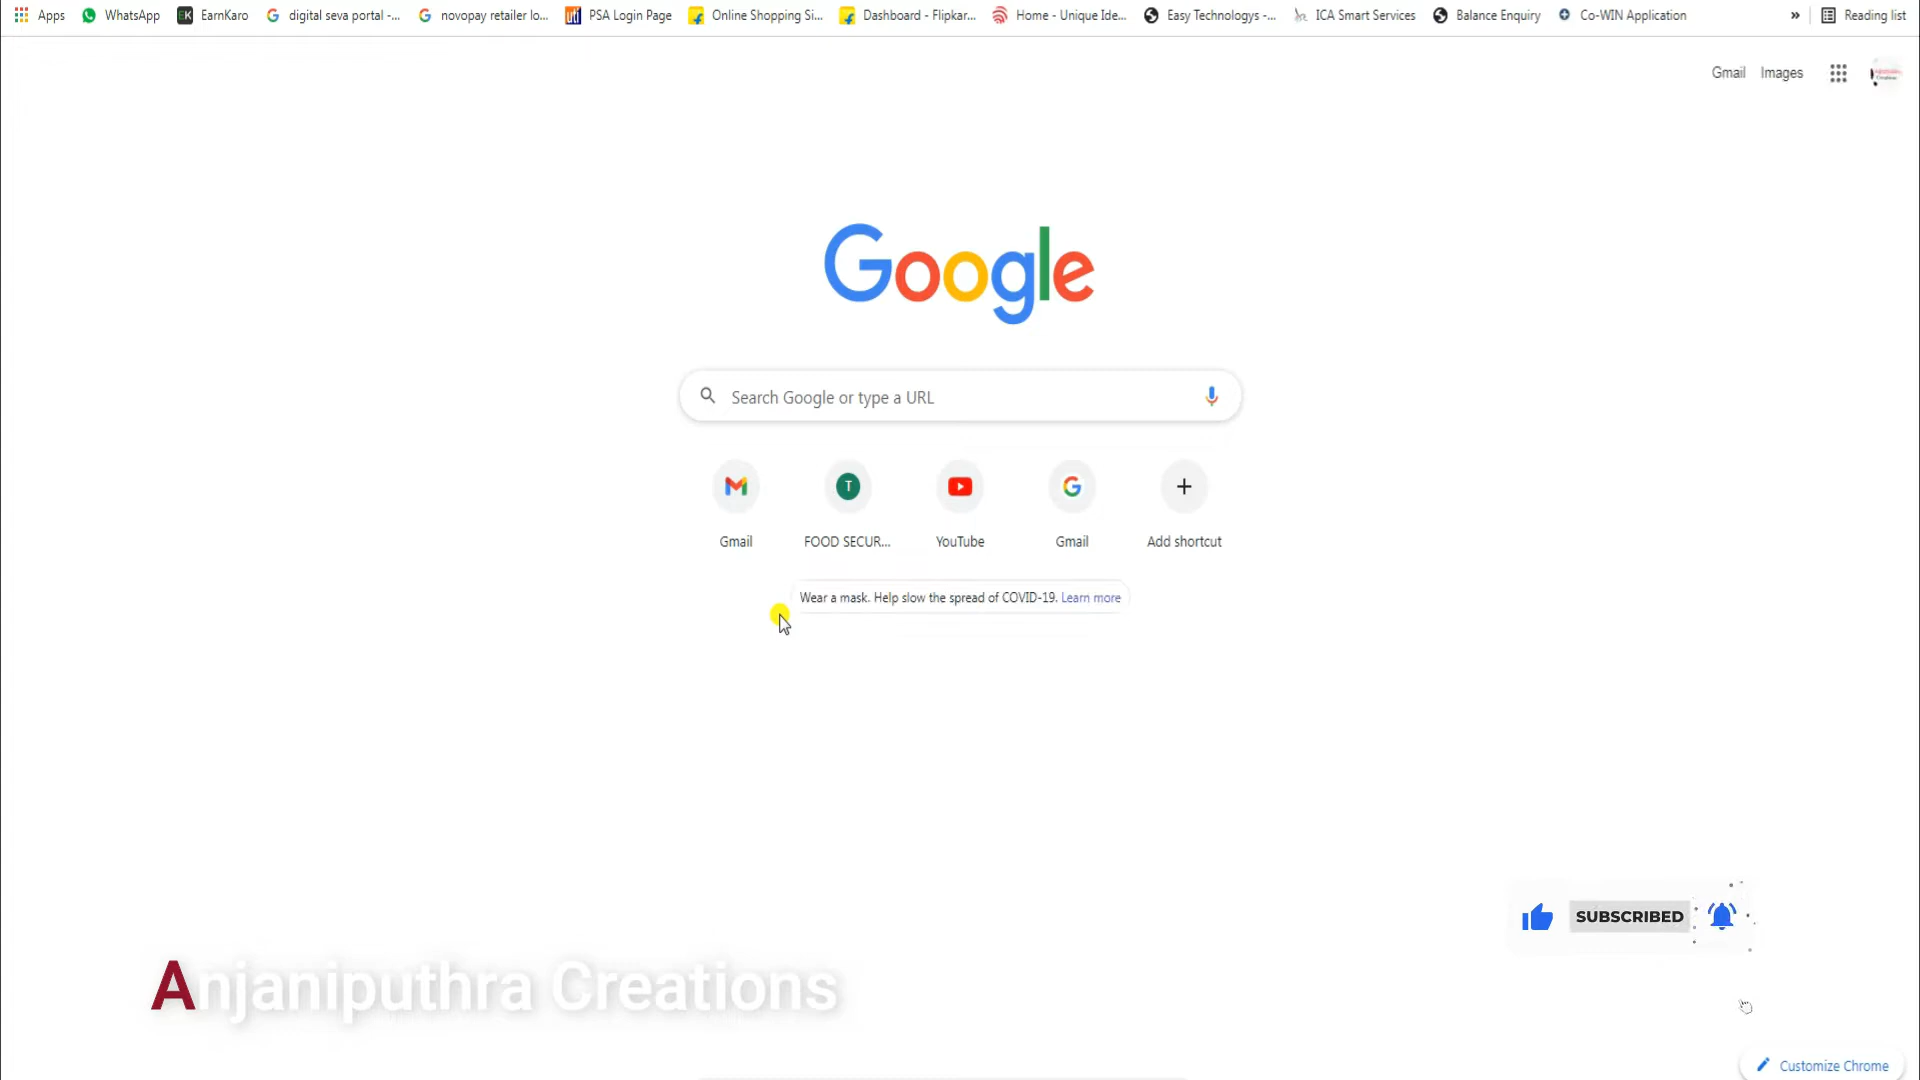 Apps WhatsApp EarnKaro digital seva portal -... novopay retailer lo... PSA Login Page Online Shopping Si... Dashboard - Flipkar... Home - Unique Ide... Easy Technologys -... ICA Smart Services Balance Enquiry Co-WIN Application » Reading list
Gmail Images
Google
Search Google or type a URL
T
Gmail FOOD SECUR... YouTube Gmail Add shortcut
Wear a mask. Help slow the spread of COVID-19. Learn more
SUBSCRIBED
Anjaniputhra Creations
Customize Chrome